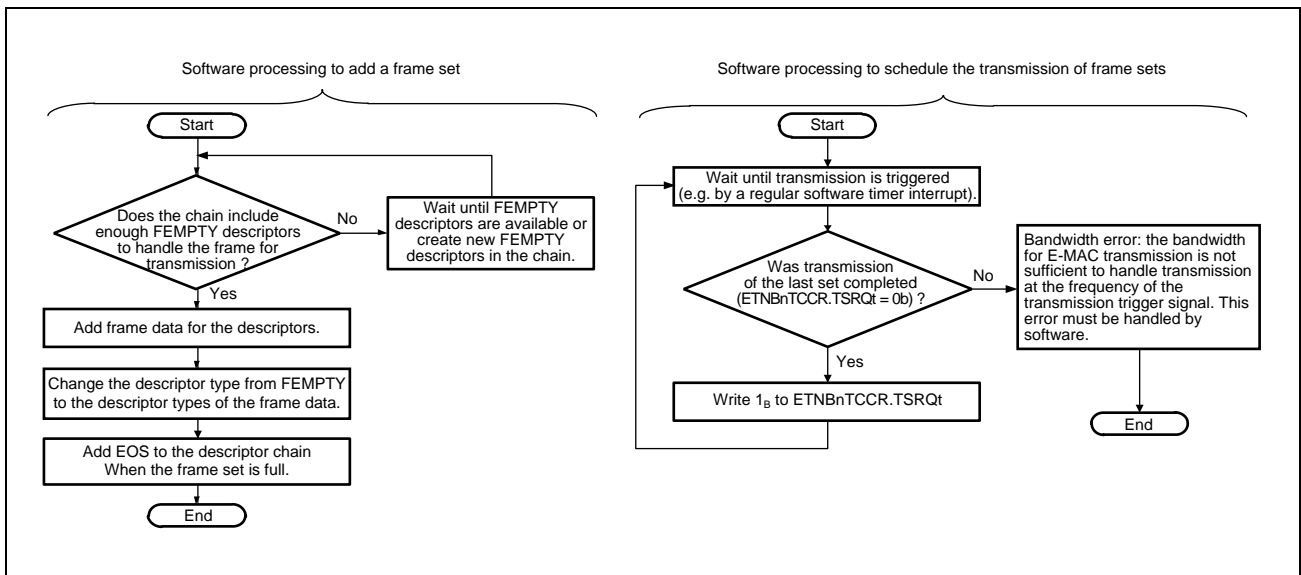 Software processing to add a frame set
Start
Does the chain include
enough FEMPTY descriptors
to handle the frame for
transmission ?
No
Wait until FEMPTY
descriptors are available or
create new FEMPTY
descriptors in the chain.
Yes
Add frame data for the descriptors.
Change the descriptor type from FEMPTY
to the descriptor types of the frame data.
Add EOS to the descriptor chain
When the frame set is full.
End
Software processing to schedule the transmission of frame sets
Start
Wait until transmission is triggered
(e.g. by a regular software timer interrupt).
Was transmission
of the last set completed
(ETNBnTCCR.TSRQt = 0b) ?
No
Bandwidth error: the bandwidth
for E-MAC transmission is not
sufficient to handle transmission
at the frequency of the
transmission trigger signal. This
error must be handled by
software.
Yes
Write 1B to ETNBnTCCR.TSRQt
End